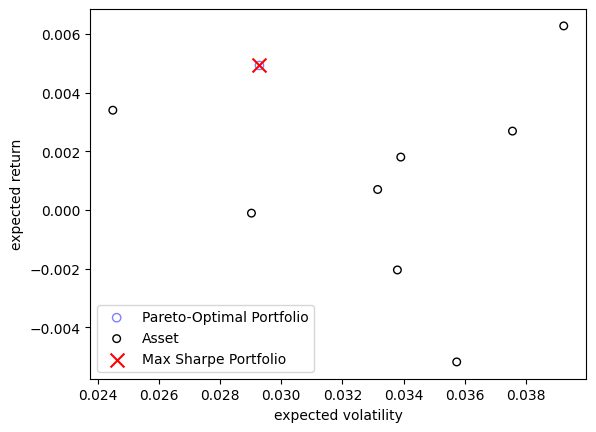 0.006
0.004
0.002
0.000
−0.002
−0.004
expected return
Pareto-Optimal Portfolio
Asset
Max Sharpe Portfolio
0.024 0.026 0.028 0.030 0.032 0.034 0.036 0.038
expected volatility